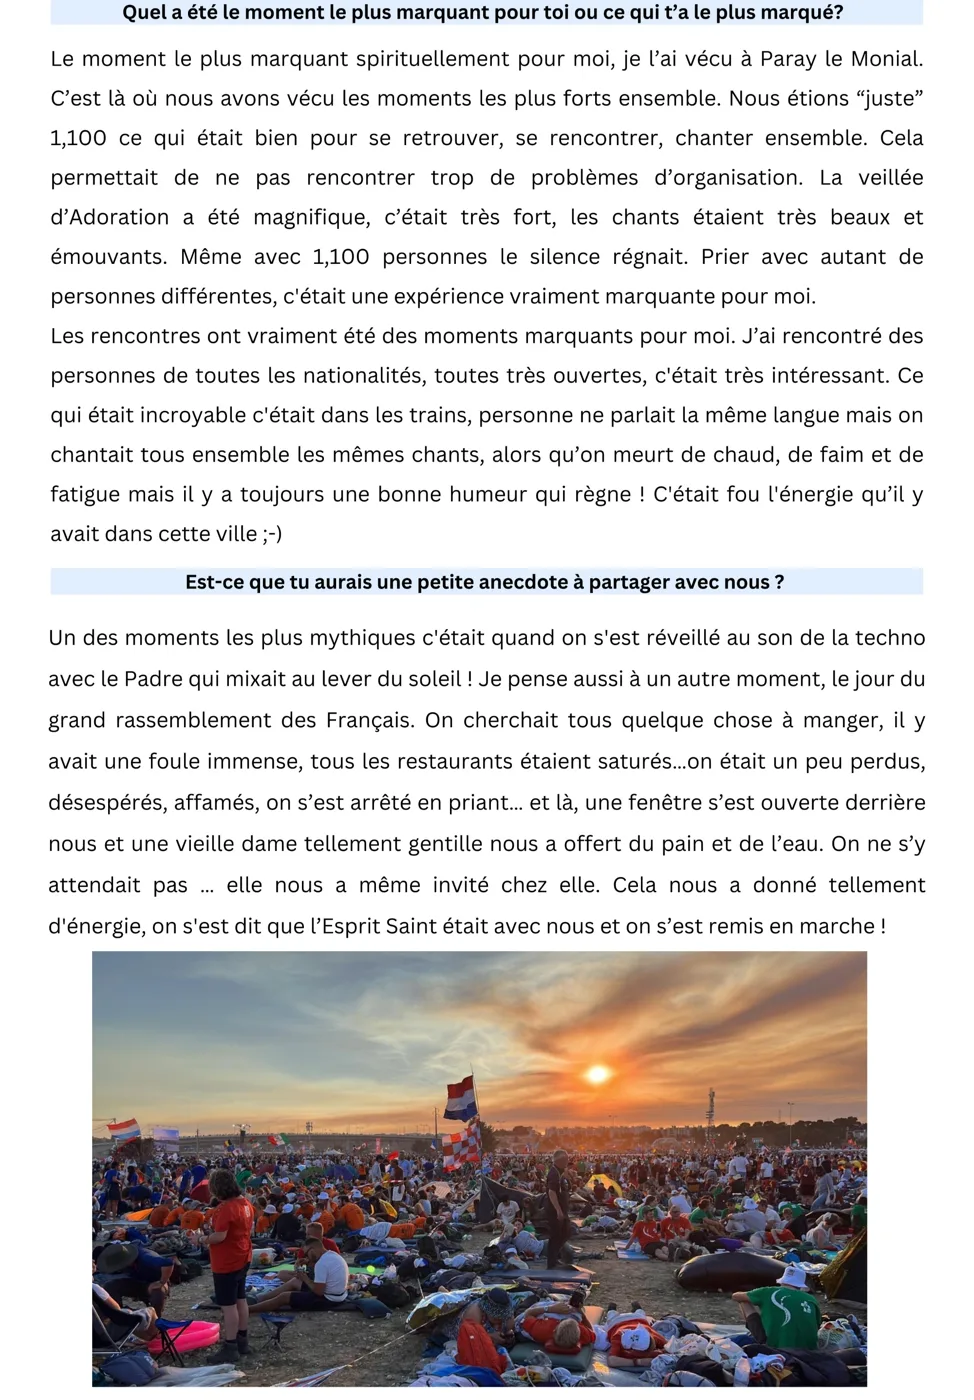 Quel a été le moment le plus marquant pour toi ou ce qui t’a le plus marqué?
Le moment le plus marquant spirituellement pour moi, je l’ai vécu à Paray le Monial.
C’est là où nous avons vécu les moments les plus forts ensemble. Nous étions “juste”
1,100 ce qui était bien pour se retrouver, se rencontrer, chanter ensemble. Cela
permettait de ne pas rencontrer trop de problèmes d’organisation. La veillée
d’Adoration a été magnifique, c’était très fort, les chants étaient très beaux et
émouvants. Même avec 1,100 personnes le silence régnait. Prier avec autant de
personnes différentes, c'était une expérience vraiment marquante pour moi.
Les rencontres ont vraiment été des moments marquants pour moi. J’ai rencontré des
personnes de toutes les nationalités, toutes très ouvertes, c'était très intéressant. Ce
qui était incroyable c'était dans les trains, personne ne parlait la même langue mais on
chantait tous ensemble les mêmes chants, alors qu’on meurt de chaud, de faim et de
fatigue mais il y a toujours une bonne humeur qui règne ! C'était fou l'énergie qu’il y
avait dans cette ville ;-)
Est-ce que tu aurais une petite anecdote à partager avec nous ?
Un des moments les plus mythiques c'était quand on s'est réveillé au son de la techno
avec le Padre qui mixait au lever du soleil ! Je pense aussi à un autre moment, le jour du
grand rassemblement des Français. On cherchait tous quelque chose à manger, il y
avait une foule immense, tous les restaurants étaient saturés...on était un peu perdus,
désespérés, affamés, on s’est arrêté en priant... et là, une fenêtre s’est ouverte derrière
nous et une vieille dame tellement gentille nous a offert du pain et de l’eau. On ne s’y
attendait pas ... elle nous a même invité chez elle. Cela nous a donné tellement
d'énergie, on s'est dit que l’Esprit Saint était avec nous et on s’est remis en marche !